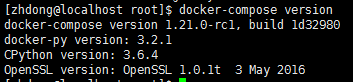 [zhdong@localhost root]$ docker-compose version
docker-compose version 1.21.0-rc1, build 1d32980
docker-py version: 3.2.1
CPython version: 3.6.4
OpenSSL version: OpenSSL 1.0.1t  3 May 2016